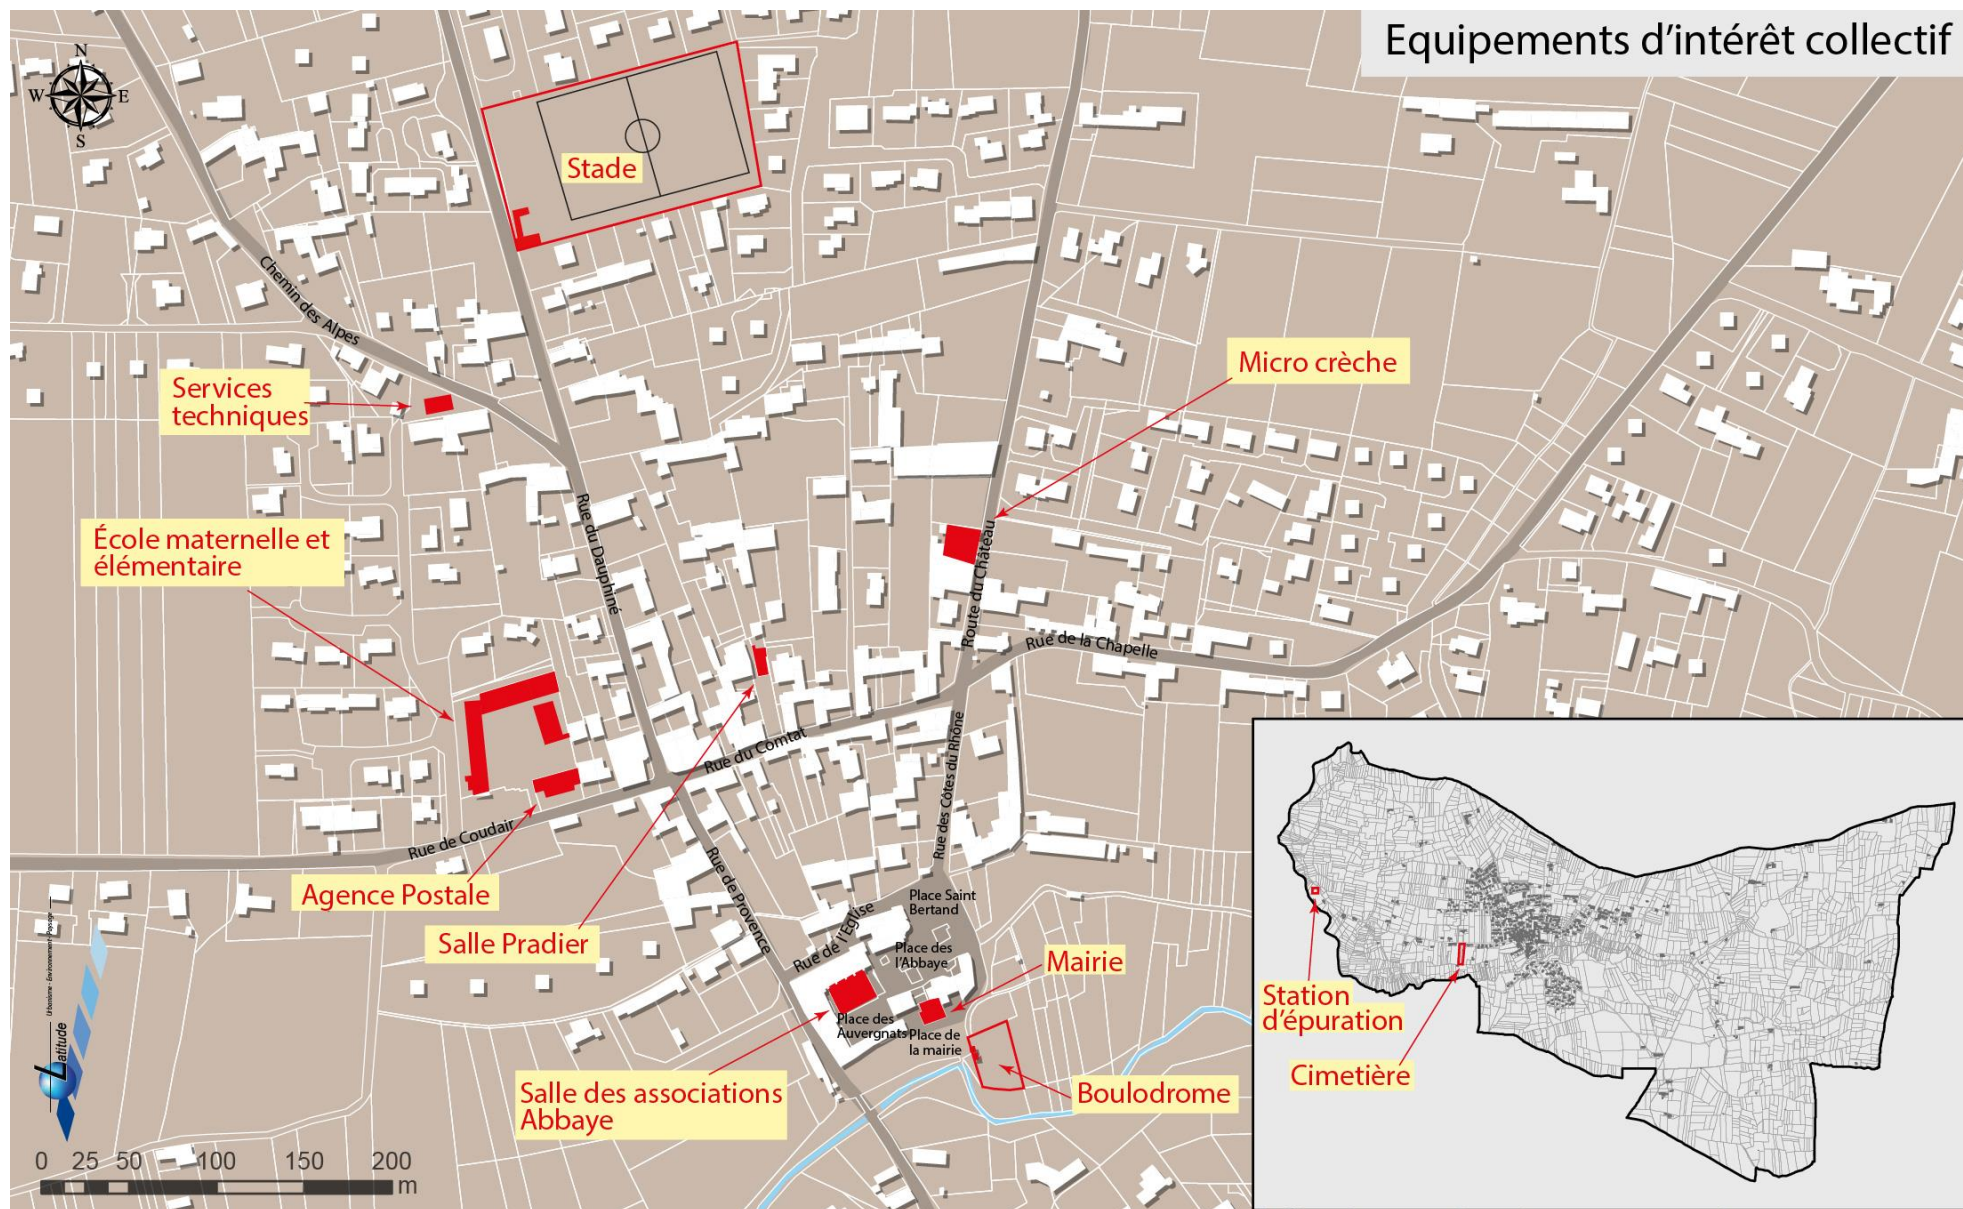 Equipements d’intérêt collectif
N
W
E
S
Stade
Chemin des Alpes
Micro crèche
Services
techniques
École maternelle et
élémentaire
Rue du Dauphiné
Route du Château
Rue de la Chapelle
Rue du Comtat
Rue des Côtes du Rhône
Rue de Coudair
Agence Postale
Salle Pradier
Rue de Provence
Rue de l'Eglise
Place Saint
Bertand
Place des
l'Abbaye
Mairie
Place des
Auvergnats
Place de
la mairie
Salle des associations
Abbaye
Boulodrome
Station
d’épuration
Cimetière
Latitude
Urbanisme - Environnement - Paysage
0 25 50 100 150 200
m